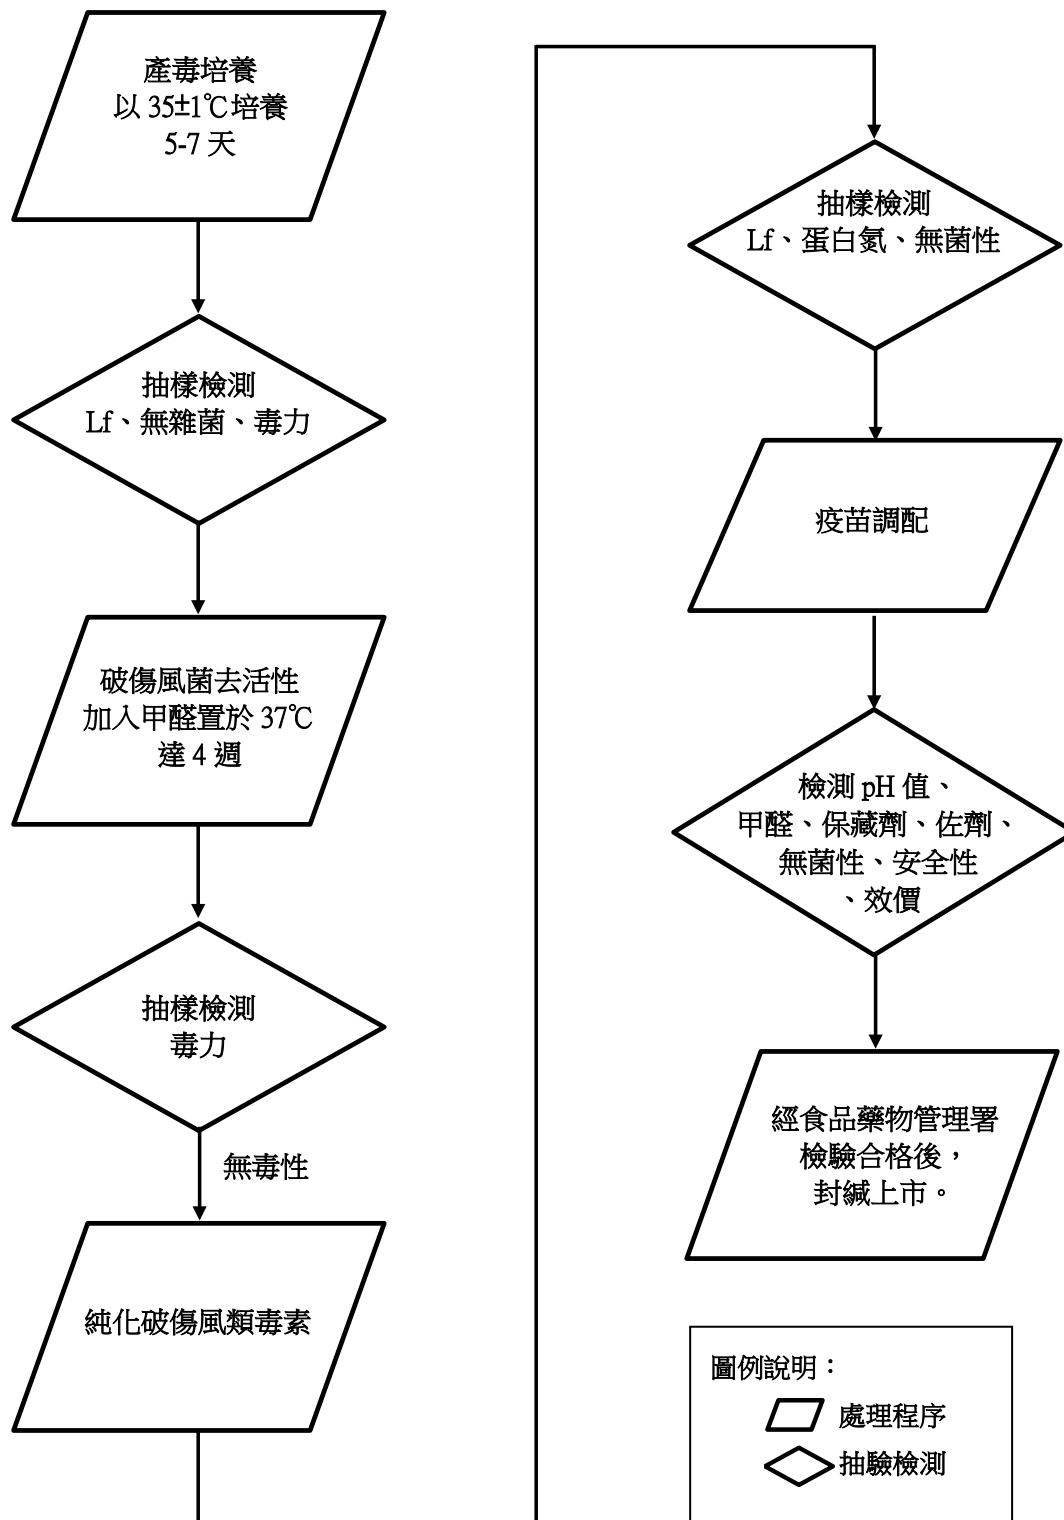 產毒培養
以 35±1℃培養
5-7 天
抽樣檢測
Lf、無雜菌、毒力
破傷風菌去活性
加入甲醛置於 37℃
達 4 週
抽樣檢測
毒力
無毒性
純化破傷風類毒素
抽樣檢測
Lf、蛋白氮、無菌性
疫苗調配
檢測 pH 值、
甲醛、保藏劑、佐劑、
無菌性、安全性
、效價
經食品藥物管理署
檢驗合格後，
封緘上市。
圖例說明：
處理程序
抽驗檢測